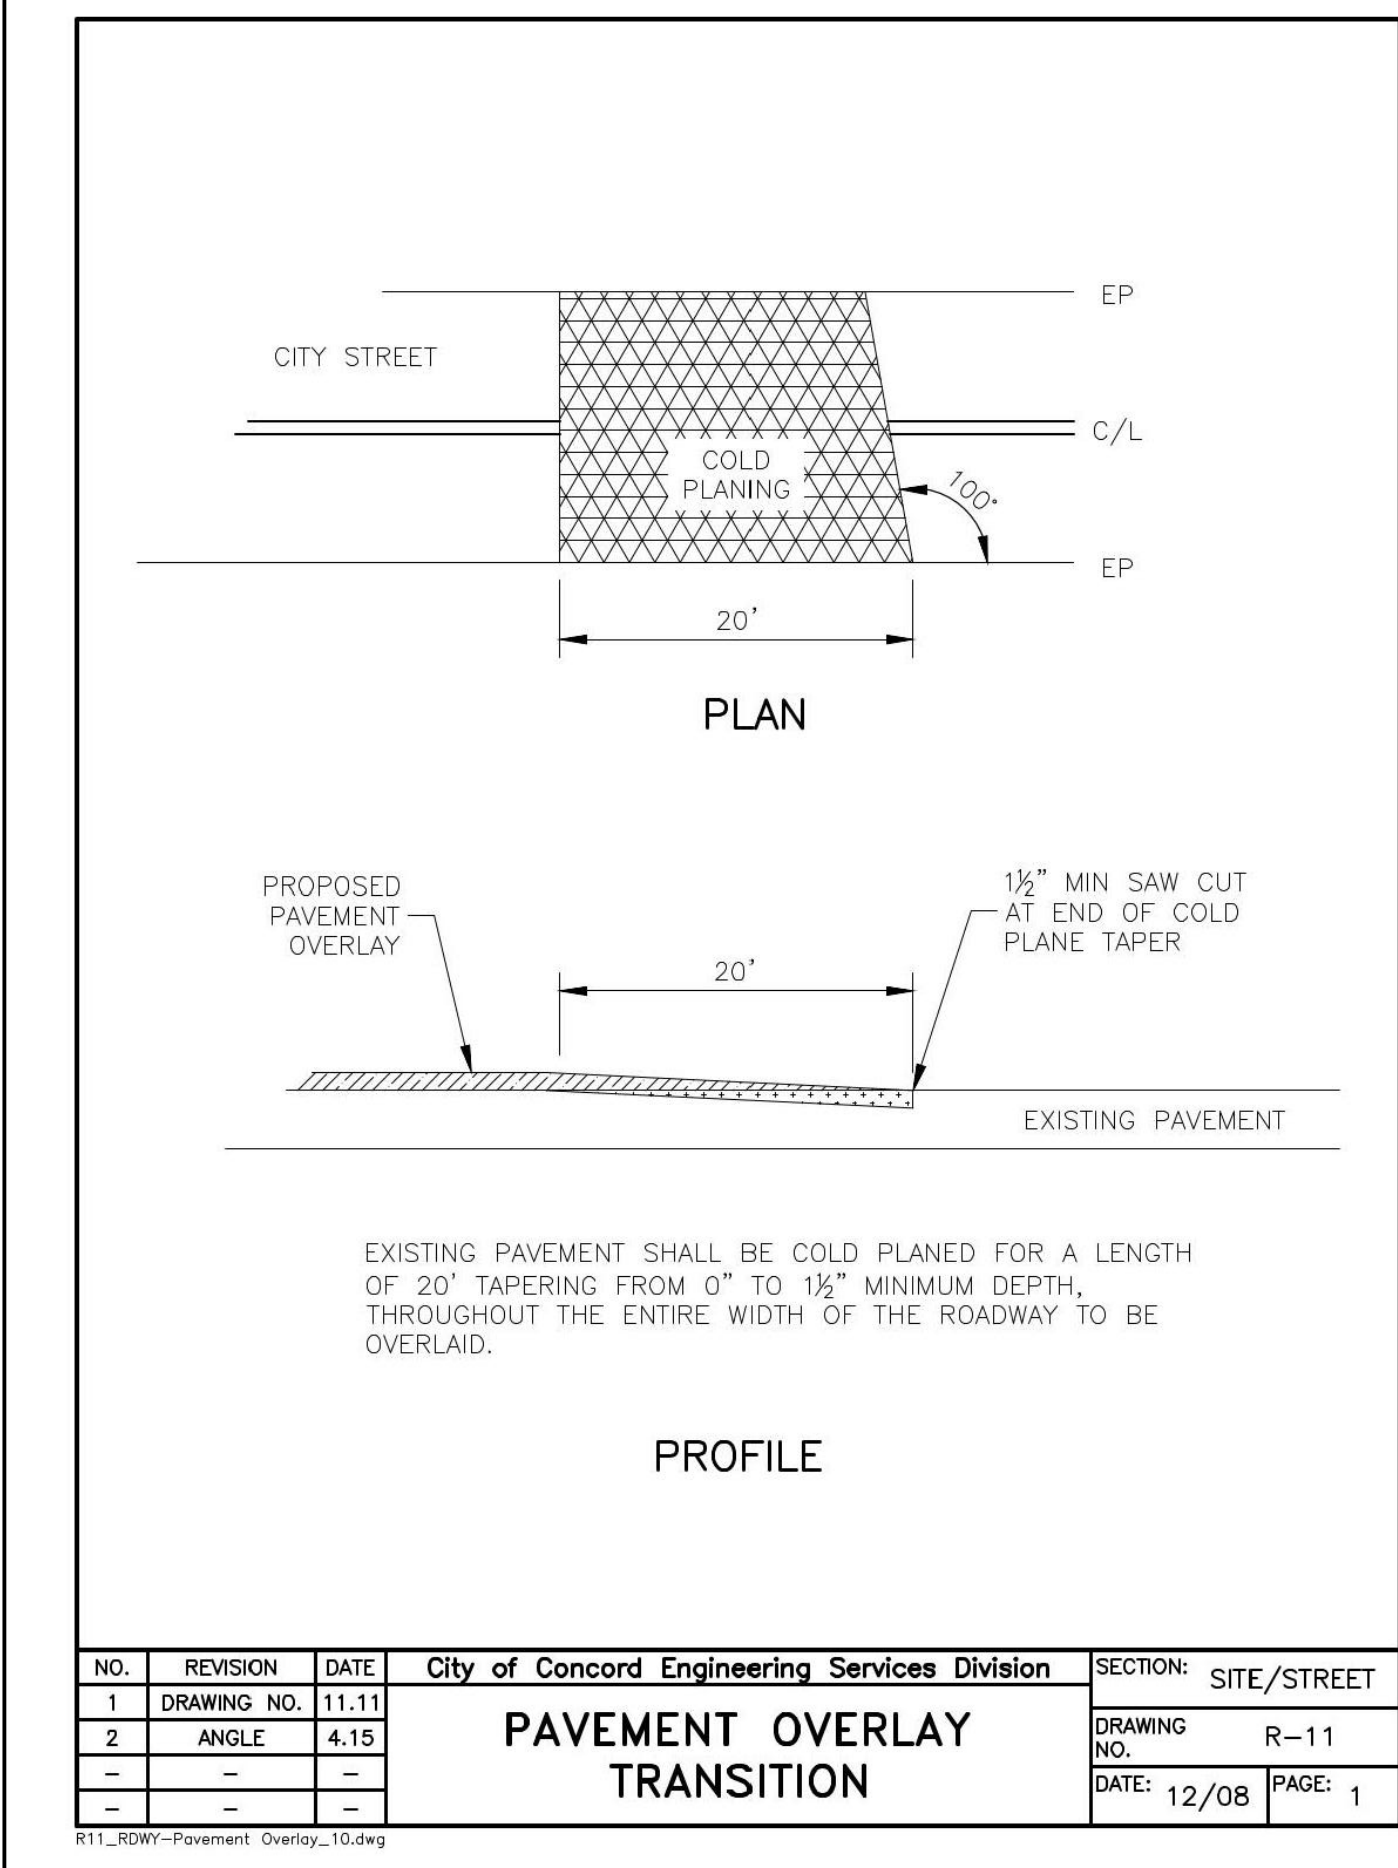 EP
CITY STREET
C/L
COLD
PLANING
100°
EP
20'
PLAN
PROPOSED
PAVEMENT
OVERLAY
1½" MIN SAW CUT
AT END OF COLD
PLANE TAPER
20'
EXISTING PAVEMENT
EXISTING PAVEMENT SHALL BE COLD PLANED FOR A LENGTH
OF 20' TAPERING FROM 0" TO 1½" MINIMUM DEPTH,
THROUGHOUT THE ENTIRE WIDTH OF THE ROADWAY TO BE
OVERLAID.
PROFILE
NO. REVISION DATE
1 DRAWING NO. 11.11
2 ANGLE 4.15
– – –
– – –
City of Concord Engineering Services Division
PAVEMENT OVERLAY
TRANSITION
SECTION: SITE/STREET
DRAWING
NO. R–11
DATE: 12/08 PAGE: 1
R11_RDWY–Pavement Overlay_10.dwg